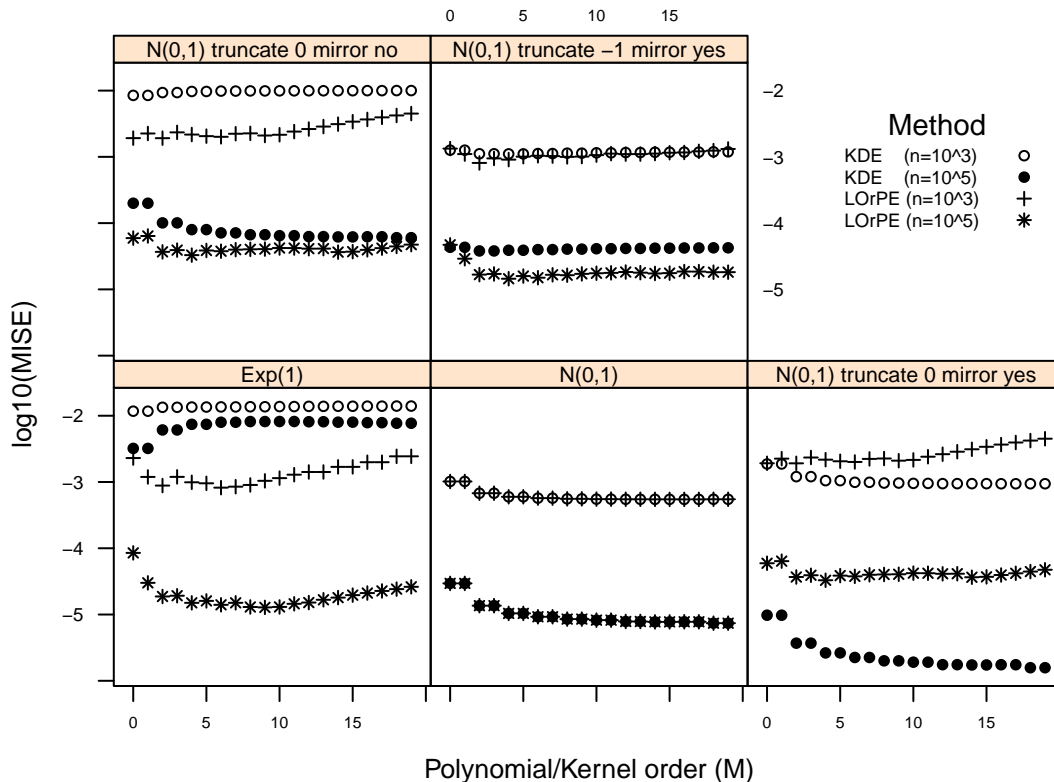 0 5 10 15
N(0,1) truncate 0 mirror no
N(0,1) truncate −1 mirror yes
−2
−3
−4
−5
Method
KDE (n=10^3)
KDE (n=10^5)
LOrPE (n=10^3)
LOrPE (n=10^5)
log10(MISE)
Exp(1)
N(0,1)
N(0,1) truncate 0 mirror yes
−2
−3
−4
−5
0 5 10 15
0 5 10 15
Polynomial/Kernel order (M)